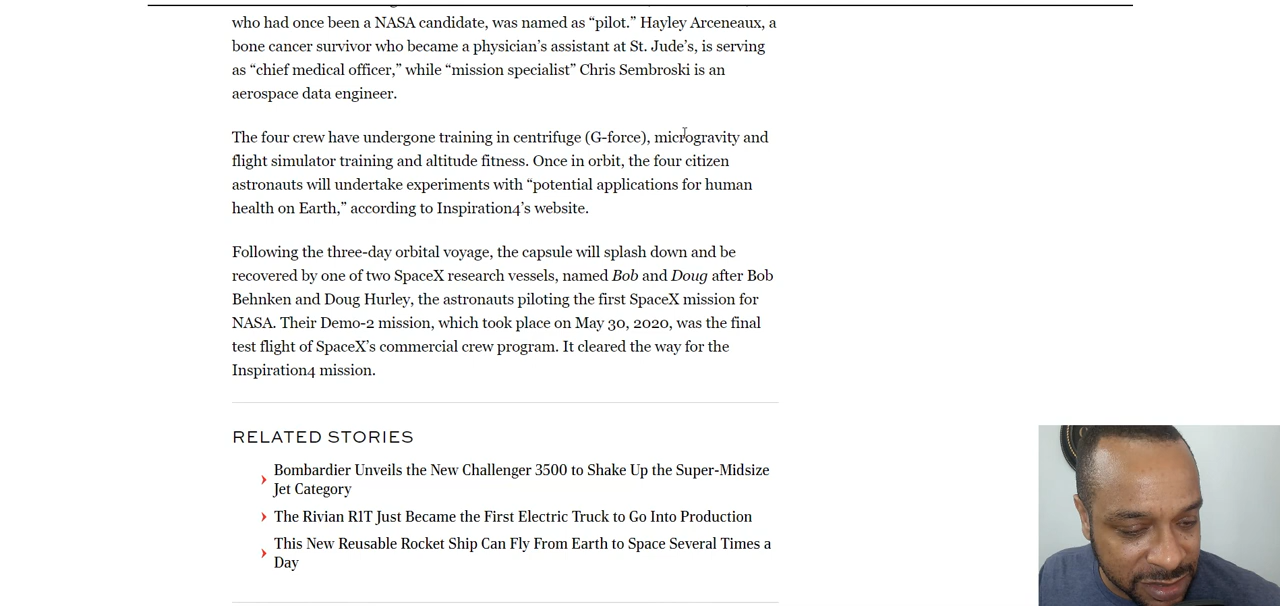 who had once been a NASA candidate, was named as “pilot.” Hayley Arceneaux, a
bone cancer survivor who became a physician’s assistant at St. Jude’s, is serving
as “chief medical officer,” while “mission specialist” Chris Sembroski is an
aerospace data engineer.
The four crew have undergone training in centrifuge (G-force), microgravity and
flight simulator training and altitude fitness. Once in orbit, the four citizen
astronauts will undertake experiments with “potential applications for human
health on Earth,” according to Inspiration4’s website.
Following the three-day orbital voyage, the capsule will splash down and be
recovered by one of two SpaceX research vessels, named Bob and Doug after Bob
Behnken and Doug Hurley, the astronauts piloting the first SpaceX mission for
NASA. Their Demo-2 mission, which took place on May 30, 2020, was the final
test flight of SpaceX’s commercial crew program. It cleared the way for the
Inspiration4 mission.
RELATED STORIES
Bombardier Unveils the New Challenger 3500 to Shake Up the Super-Midsize
Jet Category
The Rivian R1T Just Became the First Electric Truck to Go Into Production
This New Reusable Rocket Ship Can Fly From Earth to Space Several Times a
Day